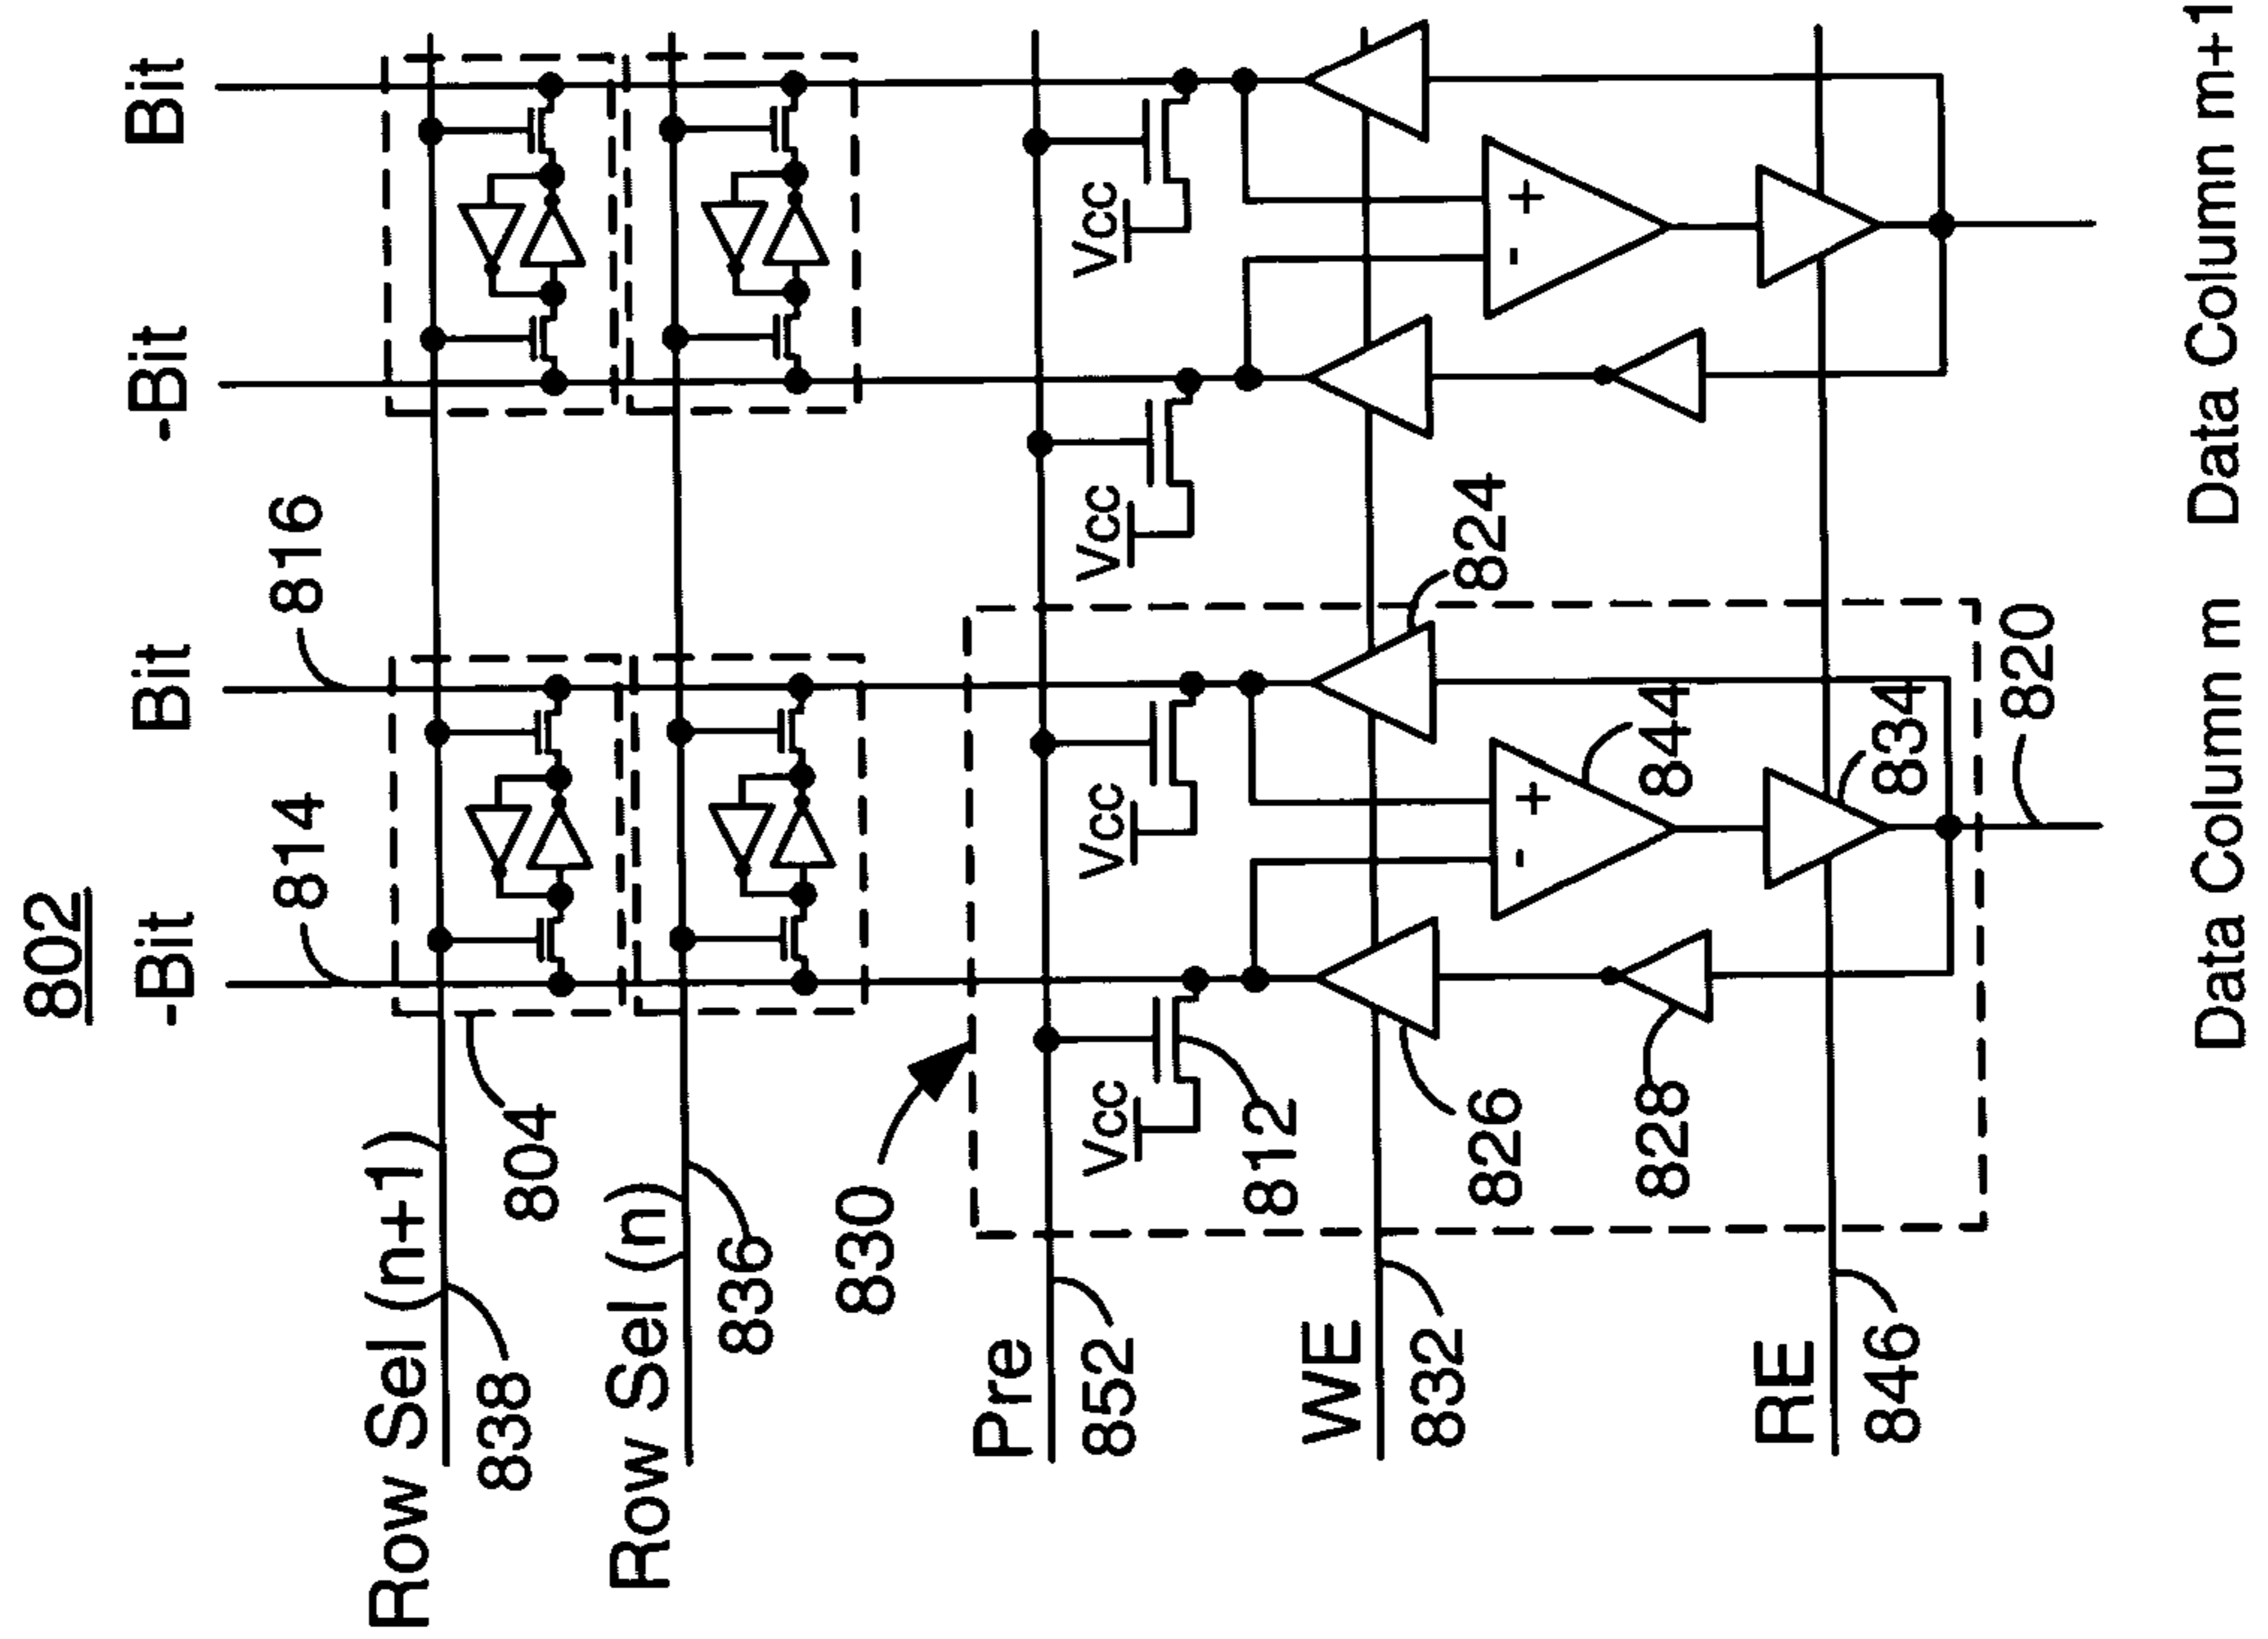 802
-Bit
Bit
-Bit
Bit
814
816
Row Sel (n+1)
838
804
Row Sel (n)
836
830
Pre
852
Vcc
Vcc
Vcc
Vcc
812
WE
832
826
824
- +
- +
844
828
RE
846
834
820
Data Column m
Data Column m+1